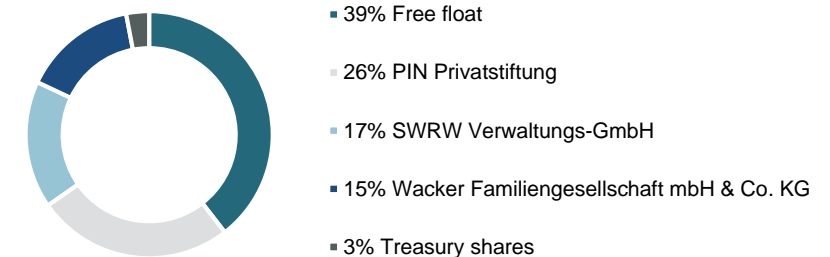 39% Free float
26% PIN Privatstiftung
17% SWRW Verwaltungs-GmbH
15% Wacker Familiengesellschaft mbH & Co. KG
3% Treasury shares